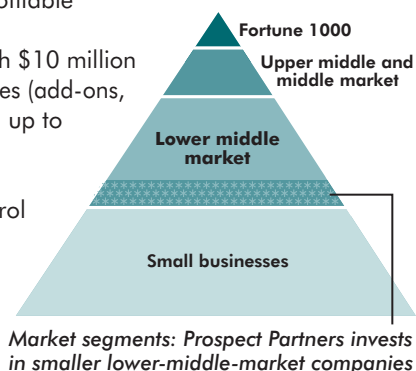 fitable
Fortune 1000
h $10 million
es (add-ons,
up to
Upper middle and
middle market
Lower middle
market
rol
Small businesses
Market segments: Prospect Partners invests
in smaller lower-middle-market companies